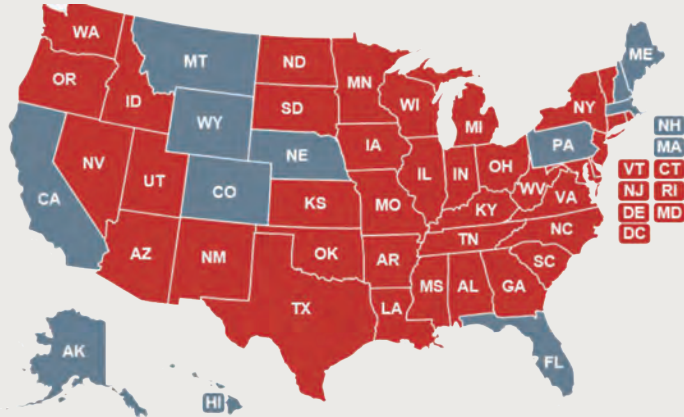 WA
ME
MT
ND
MN
OR
ID
SD
WI
NY
MI
WY
NH
IA
PA
MA
NE
NV
OH
IL
IN
VT CT
UT
CO
WV
CA
NJ RI
VA
KS
MO
KY
DE MD
NC
DC
TN
AZ
OK
NM
AR
SC
MS
AL
GA
TX
LA
AK
FL
HI